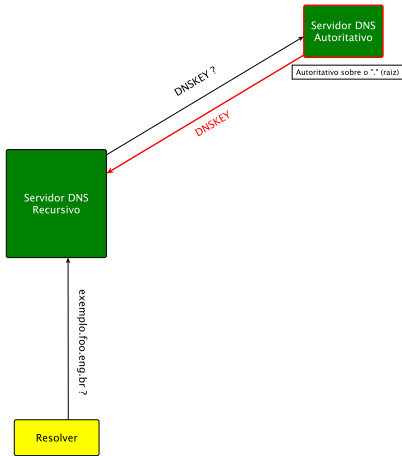 Servidor DNS
Autoritativo
Autoritativo sobre o "." (raiz)
DNSKEY ?
DNSKEY
Servidor DNS
Recursivo
exemplo.foo.eng.br ?
Resolver